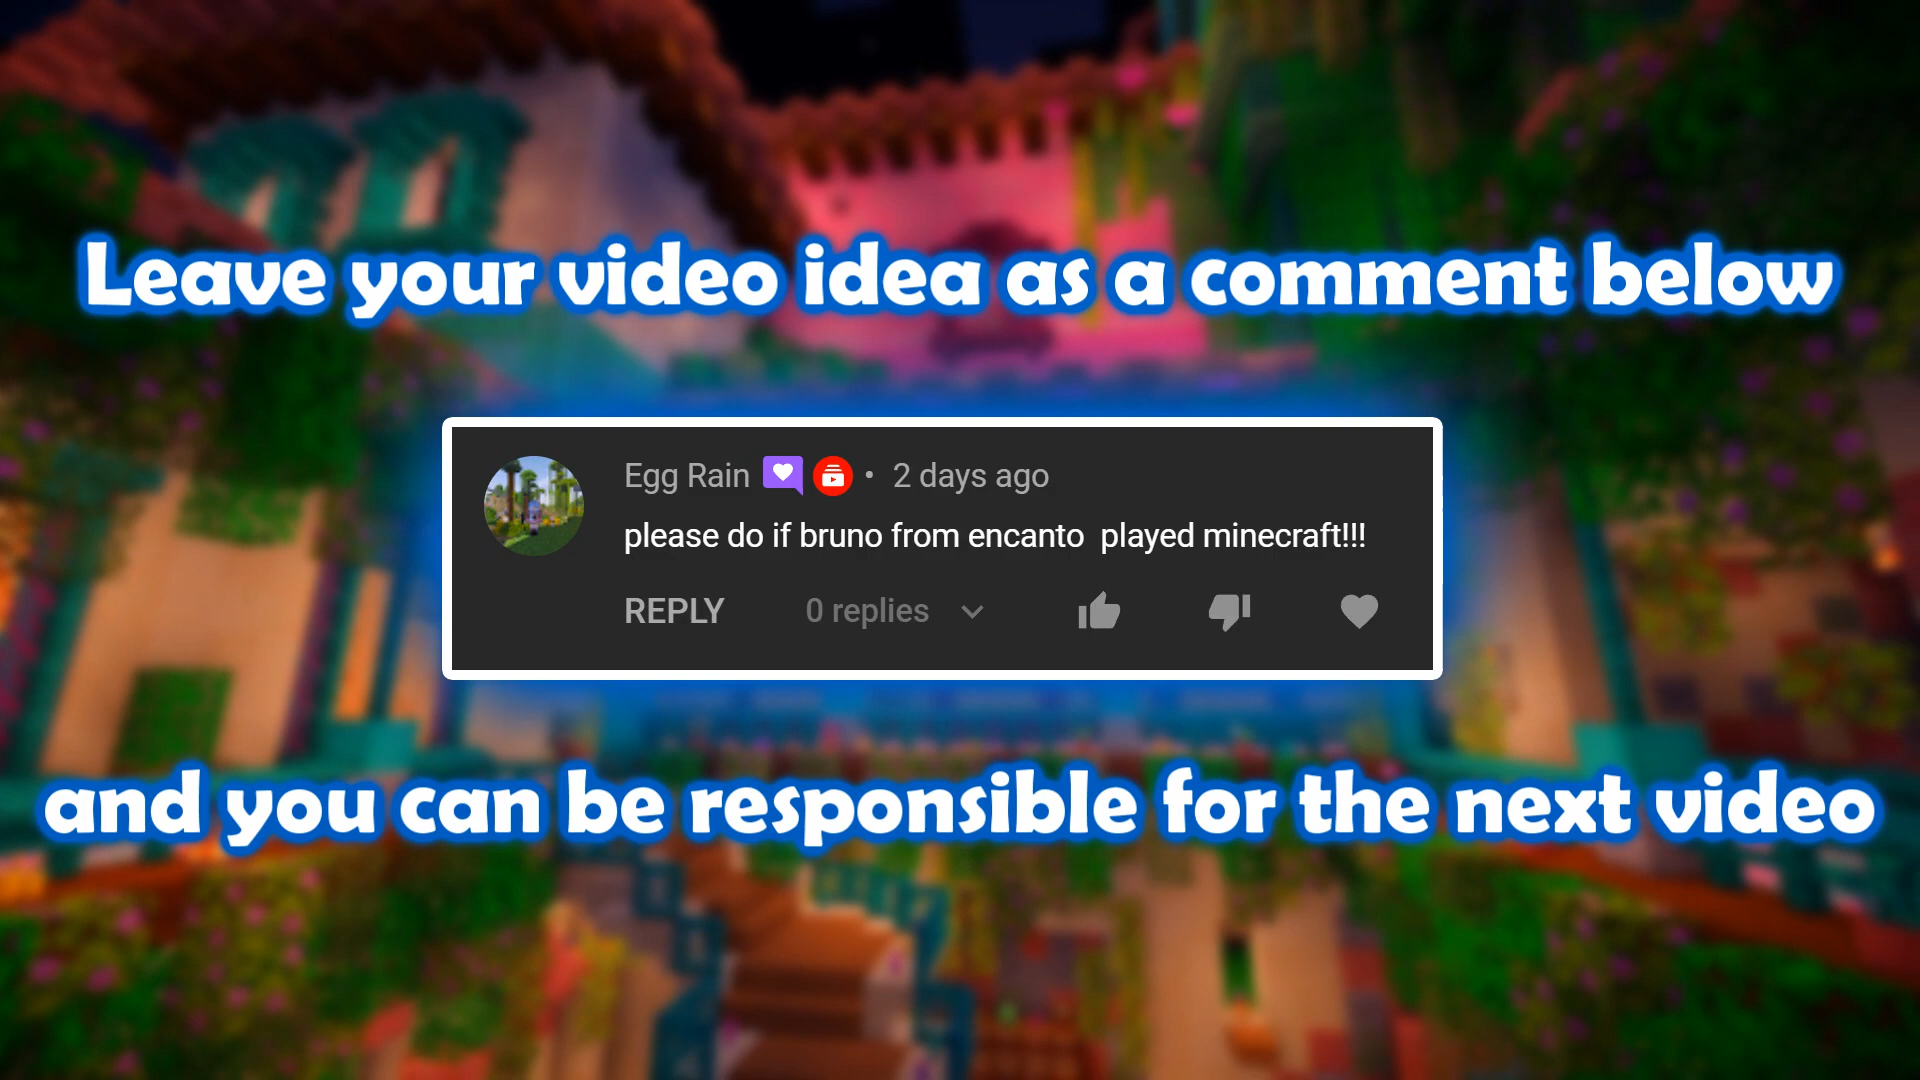 Leave your video idea as a comment below
Egg Rain • 2 days ago
please do if bruno from encanto  played minecraft!!!
REPLY 0 replies
and you can be responsible for the next video